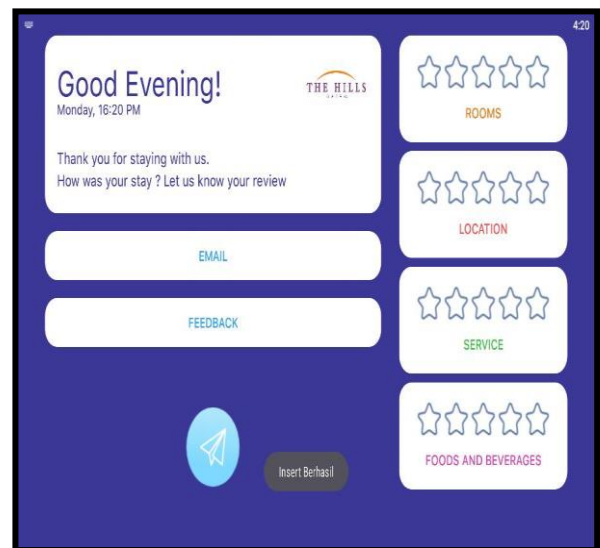 4:20
Good Evening!
Monday, 16:20 PM
THE HILLS
Thank you for staying with us.
How was your stay ? Let us know your review
EMAIL
FEEDBACK
Insert Berhasil
ROOMS
LOCATION
SERVICE
FOODS AND BEVERAGES